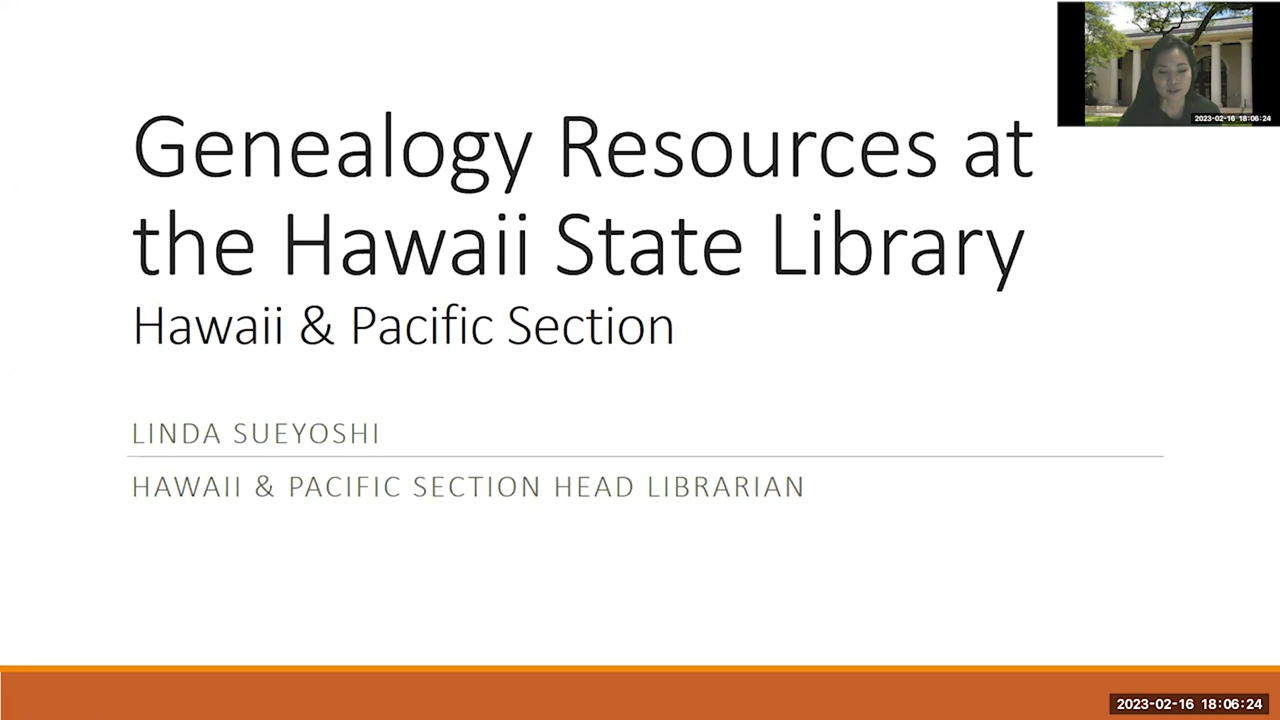 Genealogy Resources at
the Hawaii State Library
Hawaii & Pacific Section
LINDA SUEYOSHI
HAWAII & PACIFIC SECTION HEAD LIBRARIAN
2023-02-16 18:06:24
2023-02-16 18:06:24